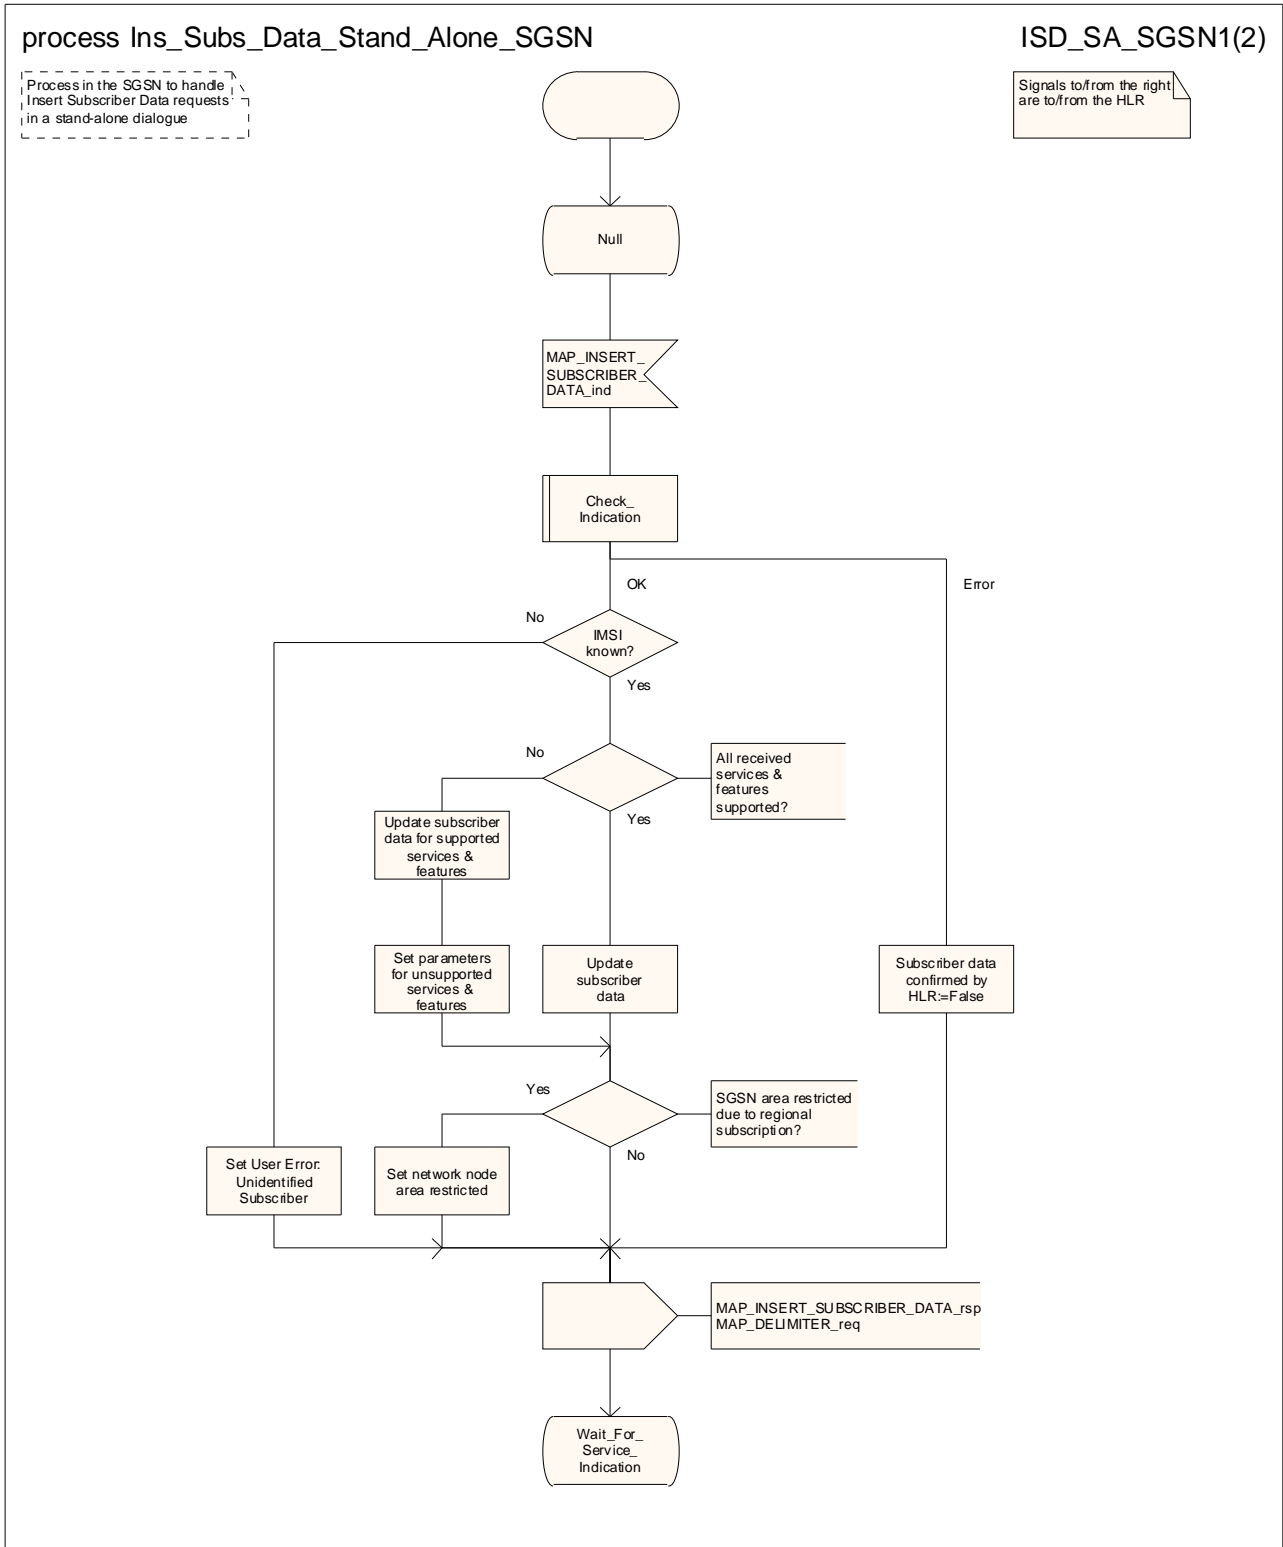 process Ins_Subs_Data_Stand_Alone_SGSN
ISD_SA_SGSN1(2)
Process in the SGSN to handle
Insert Subscriber Data requests
in a stand-alone dialogue
Signals to/from the right
are to/from the HLR
Null
MAP_INSERT_
SUBSCRIBER_
DATA_ind
Check_
Indication
OK
Error
No
IMSI
known?
Yes
No
All received
services &
features
supported?
Yes
Update subscriber
data for supported
services &
features
Set parameters
for unsupported
services &
features
Update
subscriber
data
Subscriber data
confirmed by
HLR:=False
Yes
SGSN area restricted
due to regional
subscription?
No
Set User Error:
Unidentified
Subscriber
Set network node
area restricted
MAP_INSERT_SUBSCRIBER_DATA_rsp
MAP_DELIMITER_req
Wait_For_
Service_
Indication